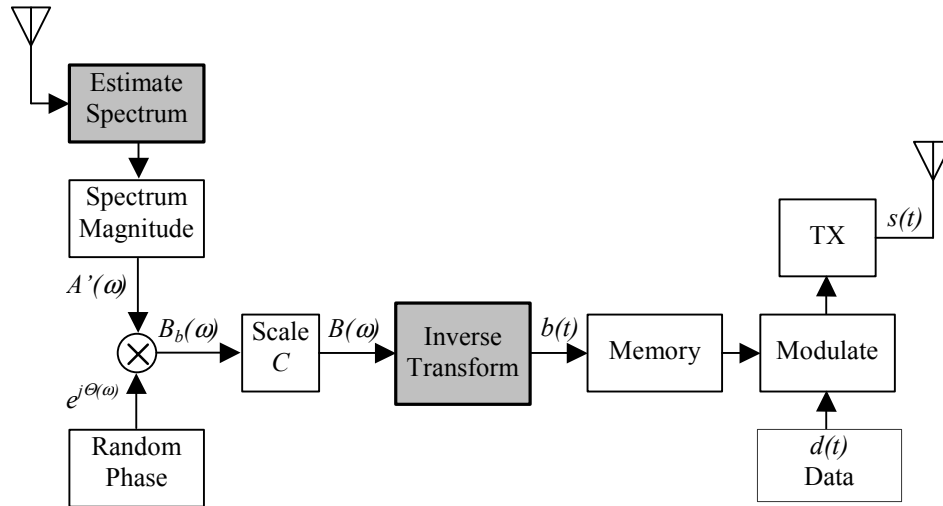 Estimate
Spectrum
Spectrum
Magnitude
TX
s(t)
A’(ω)
B_b(ω)
Scale
C
B(ω)
Inverse
Transform
b(t)
Memory
Modulate
e^{jΘ(ω)}
Random
Phase
d(t)
Data